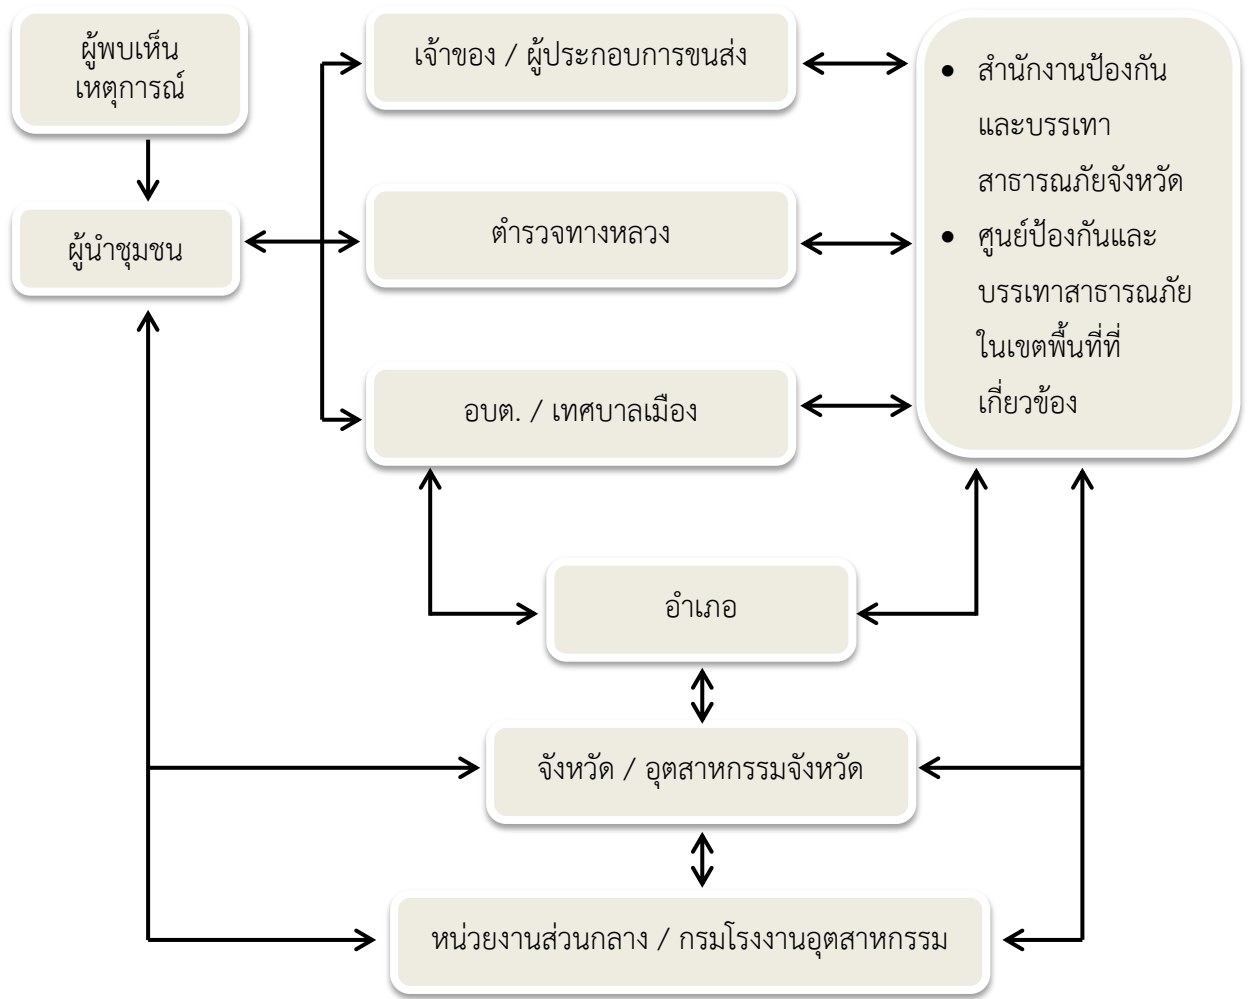 ผู้พบเห็น
เหตุการณ์
เจ้าของ / ผู้ประกอบการขนส่ง
• สำนักงานป้องกัน
และบรรเทา
สาธารณภัยจังหวัด
• ศูนย์ป้องกันและ
บรรเทาสาธารณภัย
ในเขตพื้นที่ที่
เกี่ยวข้อง
ผู้นำชุมชน
ตำรวจทางหลวง
อบต. / เทศบาลเมือง
อำเภอ
จังหวัด / อุตสาหกรรมจังหวัด
หน่วยงานส่วนกลาง / กรมโรงงานอุตสาหกรรม